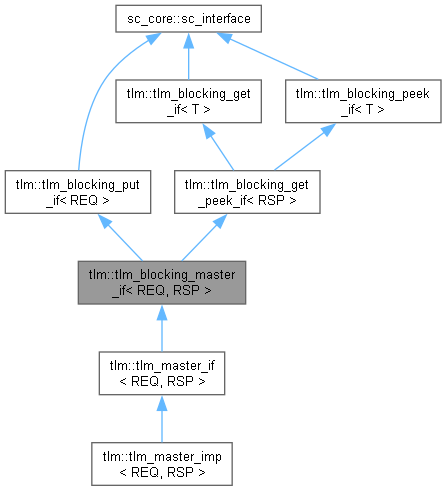 sc_core::sc_interface
tlm::tlm_blocking_get
_if< T >
tlm::tlm_blocking_peek
_if< T >
tlm::tlm_blocking_put
_if< REQ >
tlm::tlm_blocking_get
_peek_if< RSP >
tlm::tlm_blocking_master
_if< REQ, RSP >
tlm::tlm_master_if
< REQ, RSP >
tlm::tlm_master_imp
< REQ, RSP >